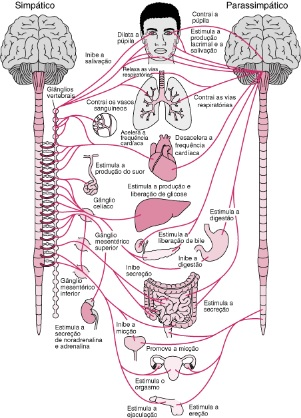 Simpático
Parassimpático
Contrai a
púpila
Dilata a
púpila
Estimula a
produção
lacrimal e a
salivação
Inibe a
salivação
Relaxa as vias
respiratórias
Gânglios
vertebrais
Contrai os vasos
sanguíneos
Contrai as vias
respiratórias
Acelera a
frequência
cardíaca
Desacelera a
frequência
cardíaca
Estimula a
produção do suor
Estimula a produção e
liberação de glicose
Gânglio
celíaco
Estimula a
digestão
Gânglio
mesentérico
superior
Estimula a
liberação de bile
Inibe a
digestão
Gânglio
mesentérico
inferior
Inibe
secreção
Estimula a
secreção
Estimula a
secreção
de noradrenalina
e adrenalina
Inibe a
micção
Promove a micção
Estimula o
orgasmo
Estimula a
ejaculação
Estimula a
ereção